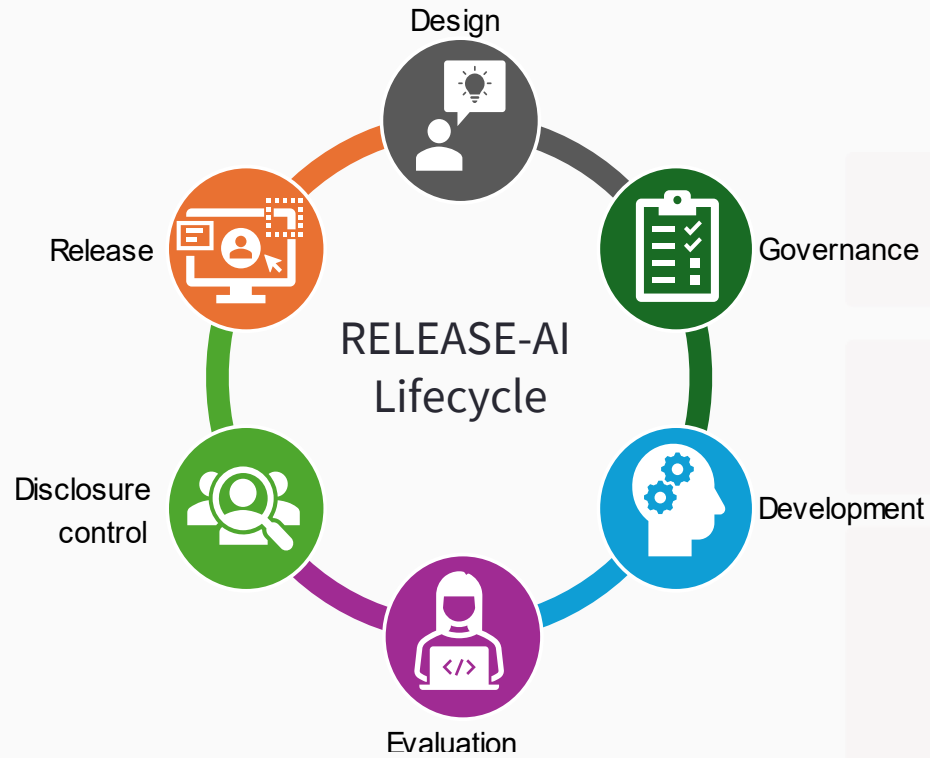 Design
Governance
Release
RELEASE-AI
Lifecycle
Disclosure
control
Development
</>
Evaluation